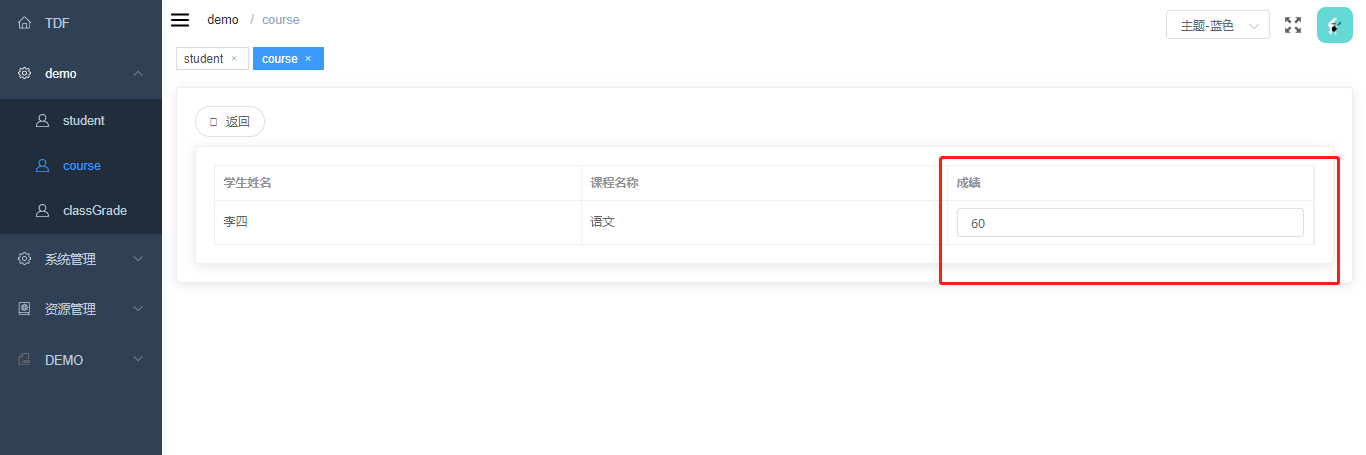 TDF
demo
student
course
classGrade
系统管理
资源管理
DEMO
demo / course
主题-蓝色
student ×
course ×
返回
学生姓名 课程名称 成绩
李四 语文 60